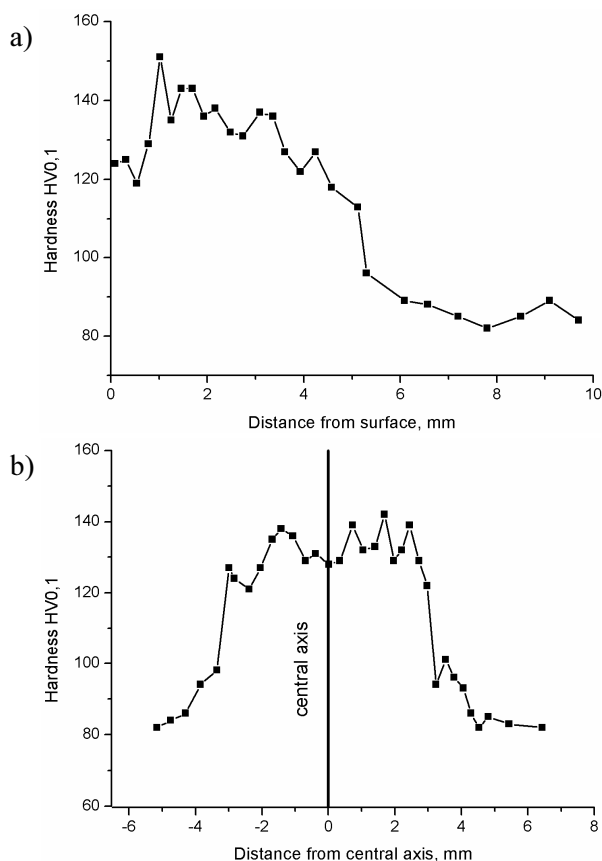 a)
160
140
120
100
80
Hardness HV0,1
0 2 4 6 8 10
Distance from surface, mm
b)
160
140
120
100
80
60
Hardness HV0,1
central axis
-6 -4 -2 0 2 4 6 8
Distance from central axis, mm